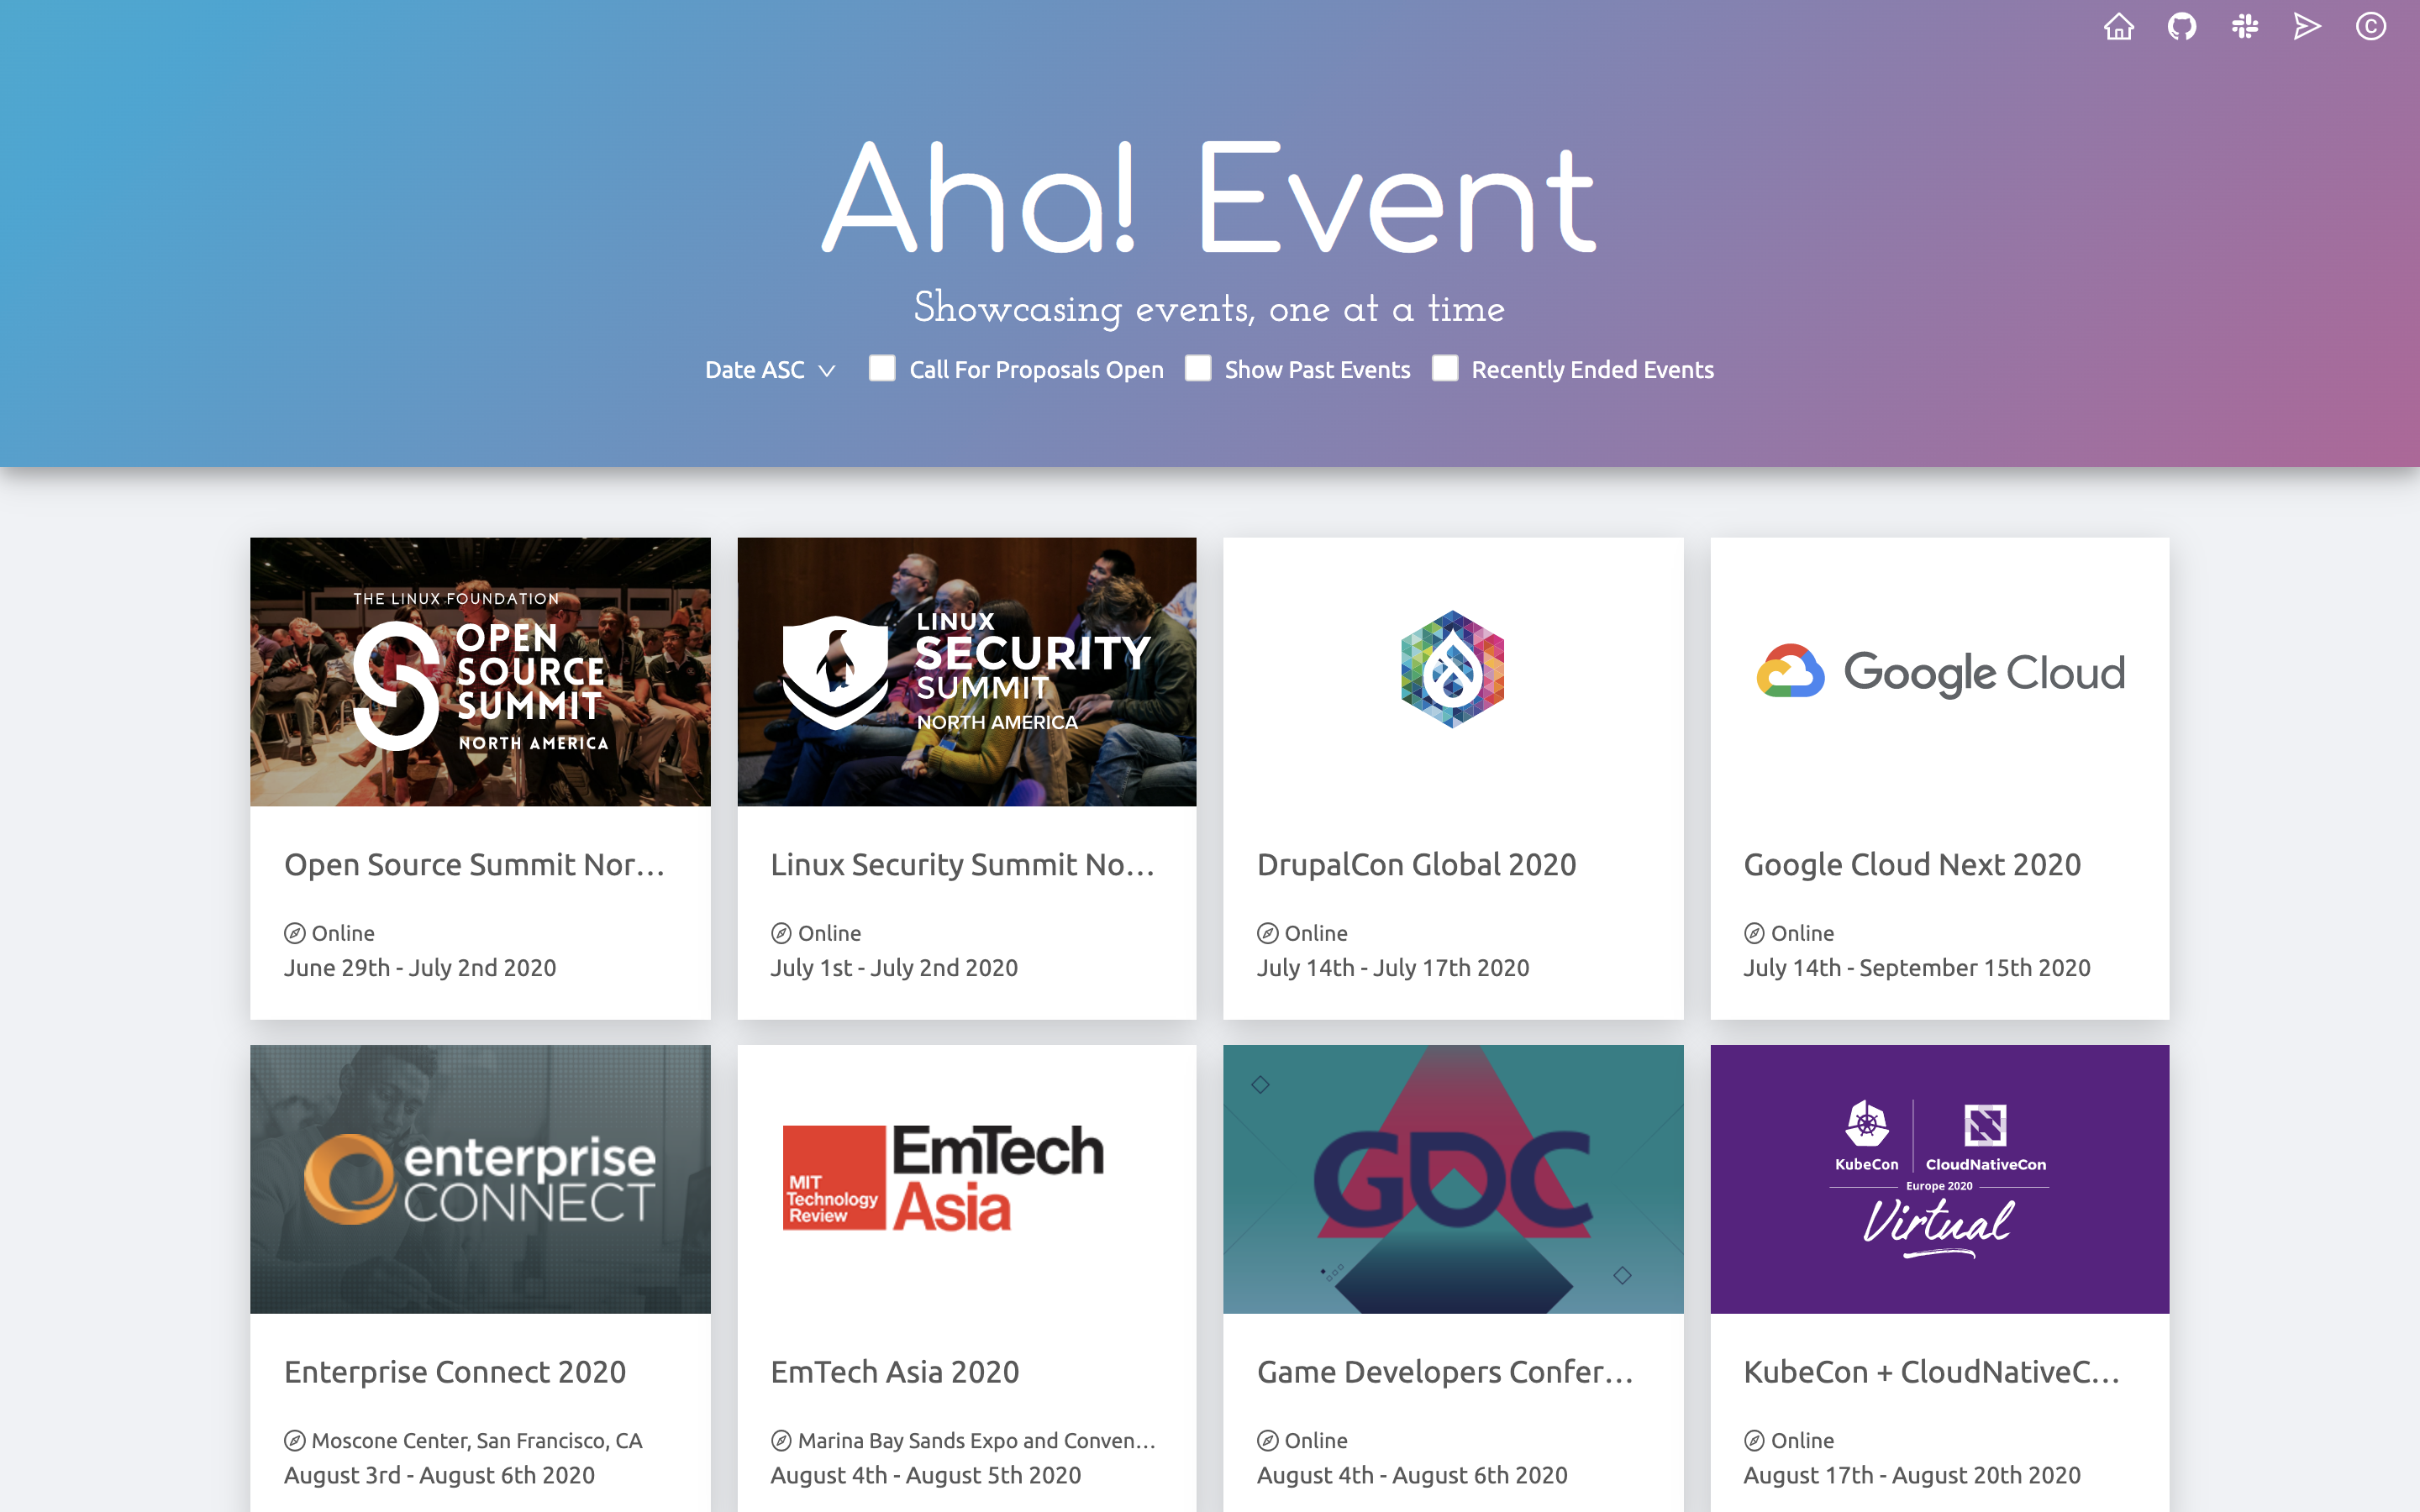 Aha! Event
Showcasing events, one at a time
Date ASC Call For Proposals Open Show Past Events Recently Ended Events
THE LINUX FOUNDATION
OPEN
SOURCE
SUMMIT
NORTH AMERICA
LINUX
SECURITY
SUMMIT
NORTH AMERICA
Google Cloud
Open Source Summit Nor...
Online
June 29th - July 2nd 2020
Linux Security Summit No...
Online
July 1st - July 2nd 2020
DrupalCon Global 2020
Online
July 14th - July 17th 2020
Google Cloud Next 2020
Online
July 14th - September 15th 2020
enterprise
CONNECT
MIT
Technology
Review
EmTech
Asia
GDC
KubeCon
CloudNativeCon
Europe 2020
Virtual
Enterprise Connect 2020
Moscone Center, San Francisco, CA
August 3rd - August 6th 2020
EmTech Asia 2020
Marina Bay Sands Expo and Conven...
August 4th - August 5th 2020
Game Developers Confer...
Online
August 4th - August 6th 2020
KubeCon + CloudNativeC...
Online
August 17th - August 20th 2020